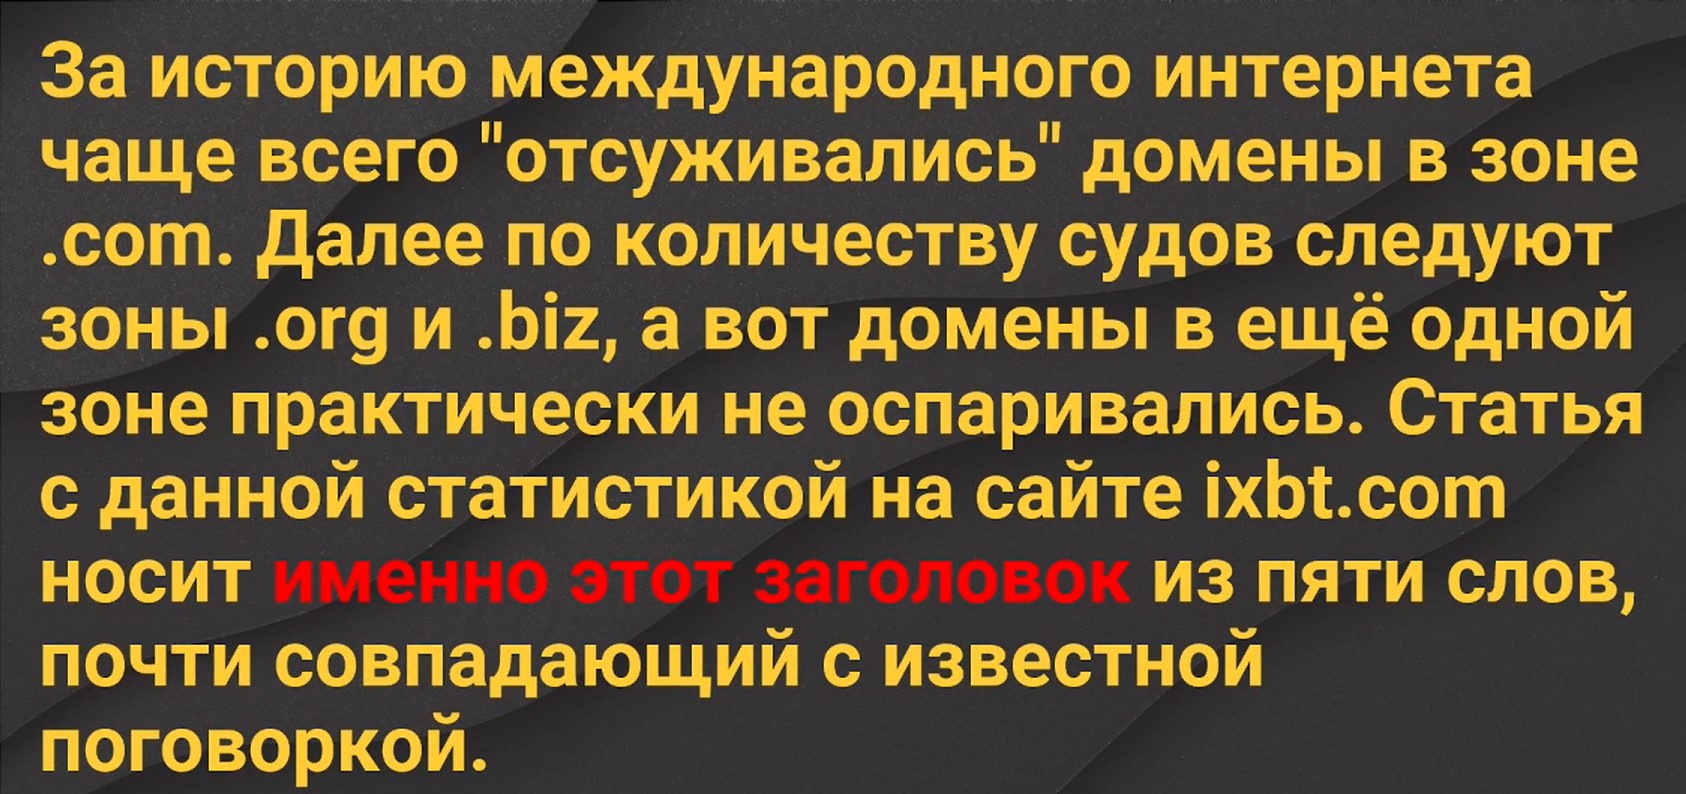 За историю международного интернета
чаще всего "отсуживались" домены в зоне
.com. Далее по количеству судов следуют
зоны .org и .biz, а вот домены в ещё одной
зоне практически не оспаривались. Статья
с данной статистикой на сайте ixbt.com
носит именно этот заголовок из пяти слов,
почти совпадающий с известной
поговоркой.